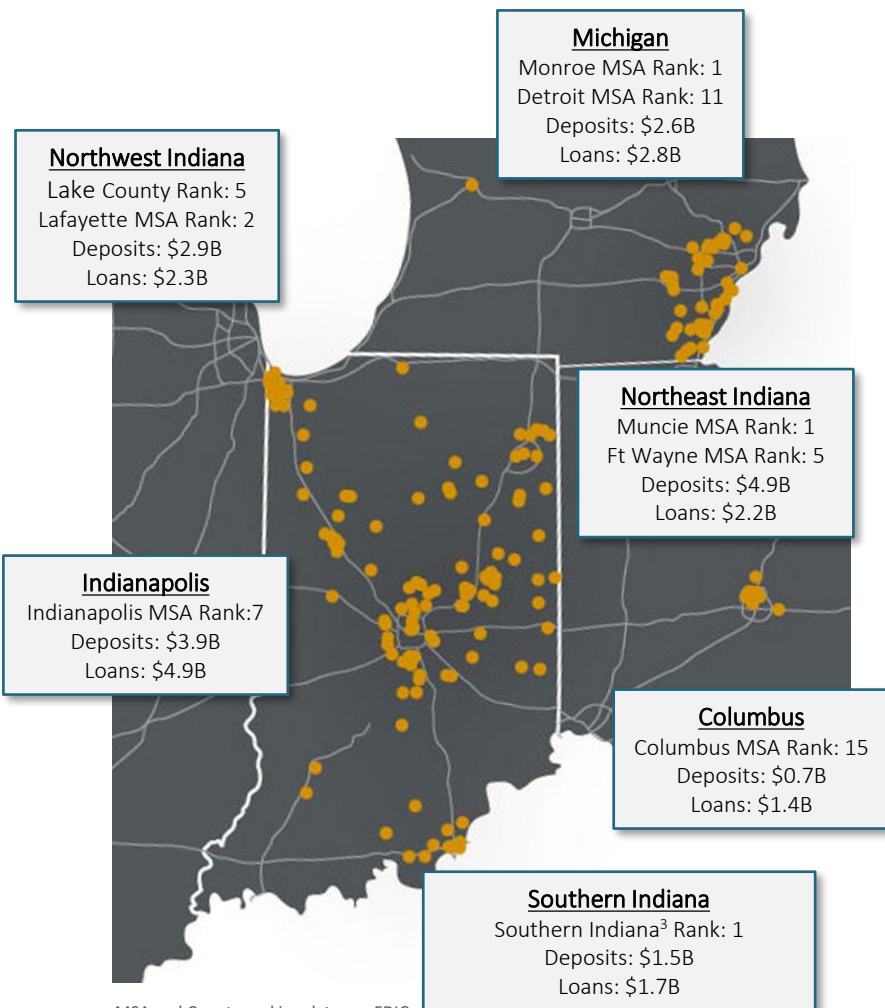 Michigan
Monroe MSA Rank: 1
Detroit MSA Rank: 11
Deposits: $2.6B
Loans: $2.8B
Northwest Indiana
Lake County Rank: 5
Lafayette MSA Rank: 2
Deposits: $2.9B
Loans: $2.3B
Northeast Indiana
Muncie MSA Rank: 1
Ft Wayne MSA Rank: 5
Deposits: $4.9B
Loans: $2.2B
Indianapolis
Indianapolis MSA Rank:7
Deposits: $3.9B
Loans: $4.9B
Columbus
Columbus MSA Rank: 15
Deposits: $0.7B
Loans: $1.4B
Southern Indiana
Southern Indiana³ Rank: 1
Deposits: $1.5B
Loans: $1.7B